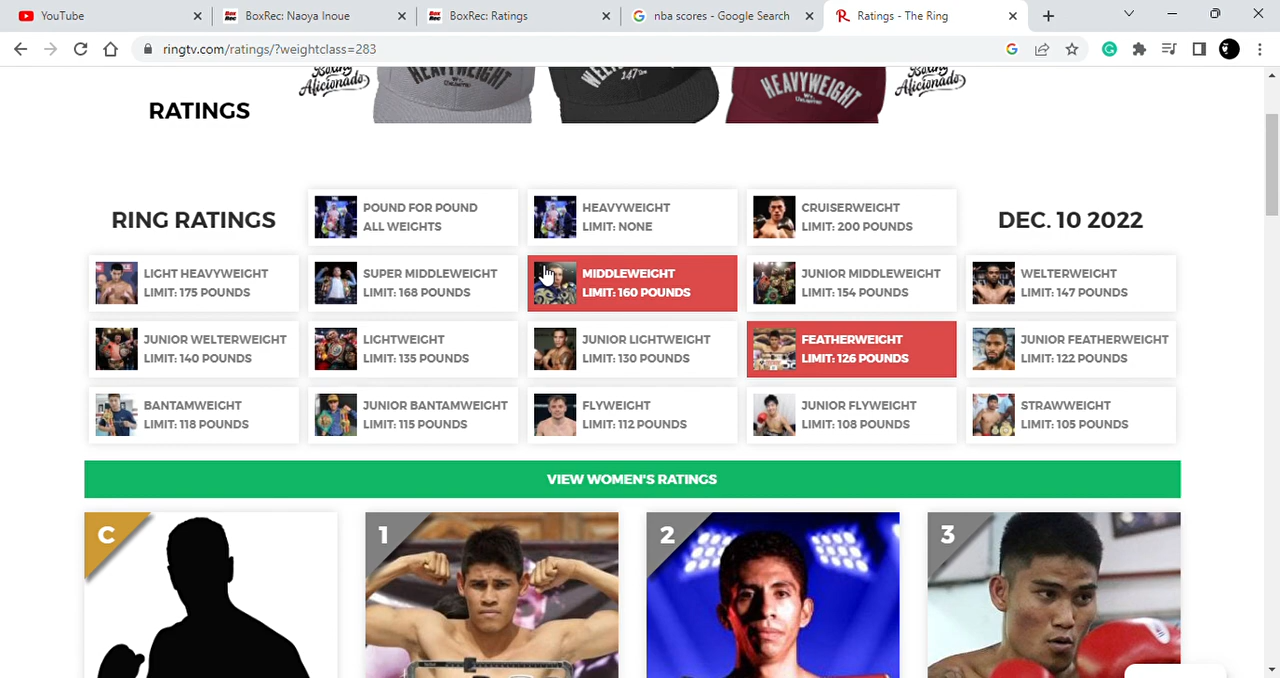 YouTube
BoxRec: Naoya Inoue
BoxRec: Ratings
nba scores - Google Search
Ratings - The Ring
ringtv.com/ratings/?weightclass=283
Boxing
Aficionado
HEAVYWEIGHT
147
HEAVYWEIGHT
Boxing
Aficionado
RATINGS
RING RATINGS
POUND FOR POUND
ALL WEIGHTS
HEAVYWEIGHT
LIMIT: NONE
CRUISERWEIGHT
LIMIT: 200 POUNDS
DEC. 10 2022
LIGHT HEAVYWEIGHT
LIMIT: 175 POUNDS
SUPER MIDDLEWEIGHT
LIMIT: 168 POUNDS
MIDDLEWEIGHT
LIMIT: 160 POUNDS
JUNIOR MIDDLEWEIGHT
LIMIT: 154 POUNDS
WELTERWEIGHT
LIMIT: 147 POUNDS
JUNIOR WELTERWEIGHT
LIMIT: 140 POUNDS
LIGHTWEIGHT
LIMIT: 135 POUNDS
JUNIOR LIGHTWEIGHT
LIMIT: 130 POUNDS
FEATHERWEIGHT
LIMIT: 126 POUNDS
JUNIOR FEATHERWEIGHT
LIMIT: 122 POUNDS
BANTAMWEIGHT
LIMIT: 118 POUNDS
JUNIOR BANTAMWEIGHT
LIMIT: 115 POUNDS
FLYWEIGHT
LIMIT: 112 POUNDS
JUNIOR FLYWEIGHT
LIMIT: 108 POUNDS
STRAWWEIGHT
LIMIT: 105 POUNDS
VIEW WOMEN'S RATINGS
C
1
2
3